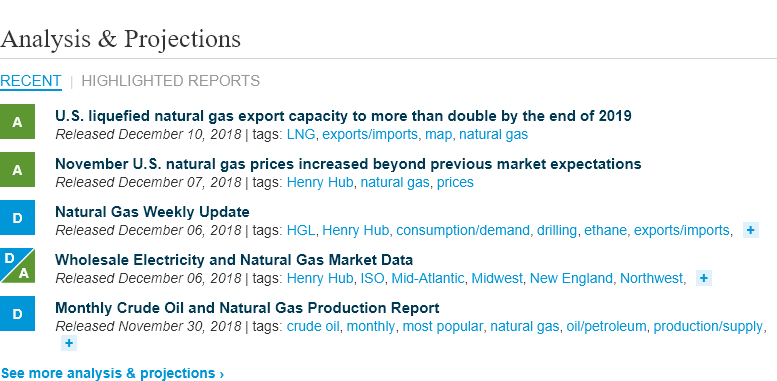 Analysis & Projections
RECENT | HIGHLIGHTED REPORTS
A U.S. liquefied natural gas export capacity to more than double by the end of 2019
Released December 10, 2018 | tags: LNG, exports/imports, map, natural gas
A November U.S. natural gas prices increased beyond previous market expectations
Released December 07, 2018 | tags: Henry Hub, natural gas, prices
D Natural Gas Weekly Update
Released December 06, 2018 | tags: HGL, Henry Hub, consumption/demand, drilling, ethane, exports/imports, +
D A Wholesale Electricity and Natural Gas Market Data
Released December 06, 2018 | tags: Henry Hub, ISO, Mid-Atlantic, Midwest, New England, Northwest, +
D Monthly Crude Oil and Natural Gas Production Report
Released November 30, 2018 | tags: crude oil, monthly, most popular, natural gas, oil/petroleum, production/supply,
+
See more analysis & projections ›